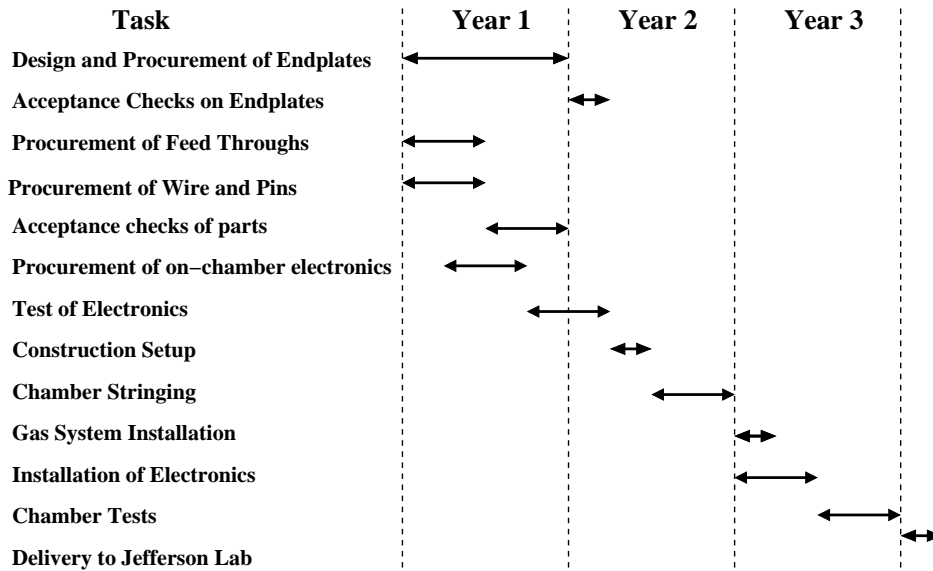 Task Year 1 Year 2 Year 3
Design and Procurement of Endplates
Acceptance Checks on Endplates
Procurement of Feed Throughs
Procurement of Wire and Pins
Acceptance checks of parts
Procurement of on−chamber electronics
Test of Electronics
Construction Setup
Chamber Stringing
Gas System Installation
Installation of Electronics
Chamber Tests
Delivery to Jefferson Lab